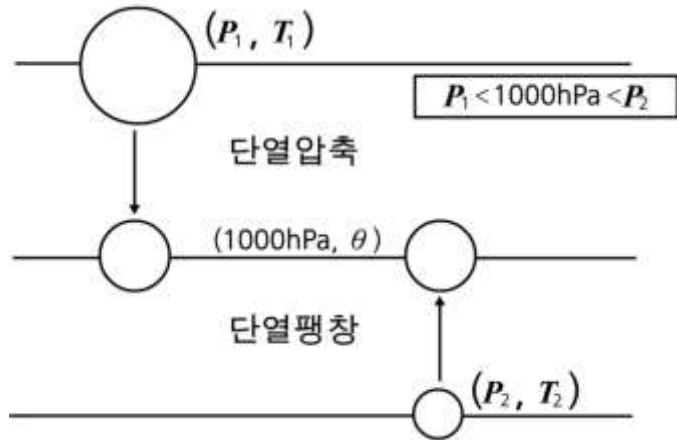 (P₁, T₁)
P₁<1000hPa<P₂
단열압축
(1000hPa, θ)
단열팽창
(P₂, T₂)